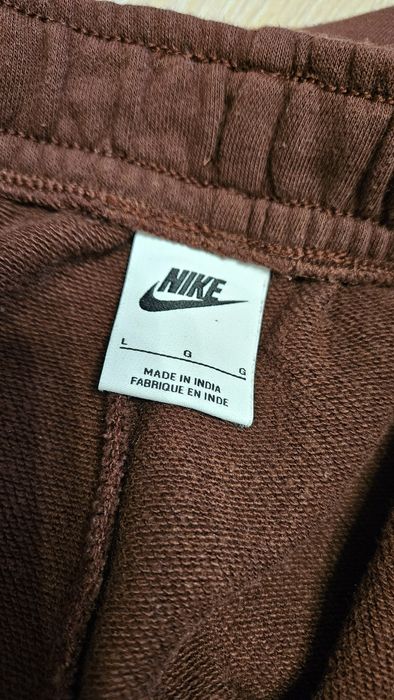 NIKE
L G G
MADE IN INDIA
FABRIQUE EN INDE